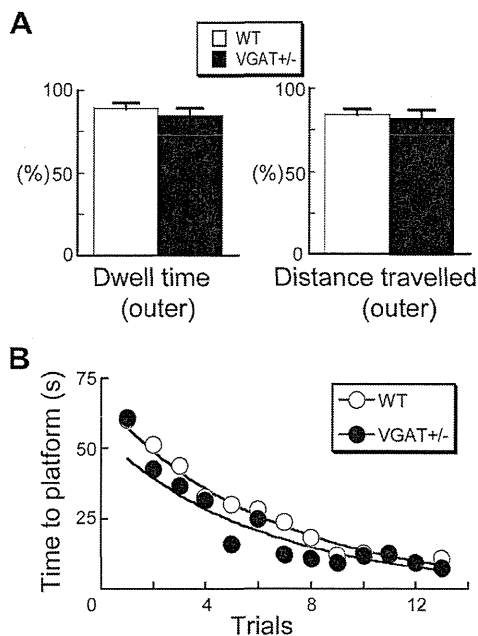 A
WT
VGAT+/-
100
(%) 50
0
Dwell time
(outer)
100
(%) 50
0
Distance travelled
(outer)
B
75
50
25
Time to platform (s)
WT
VGAT+/-
0 4 8 12
Trials